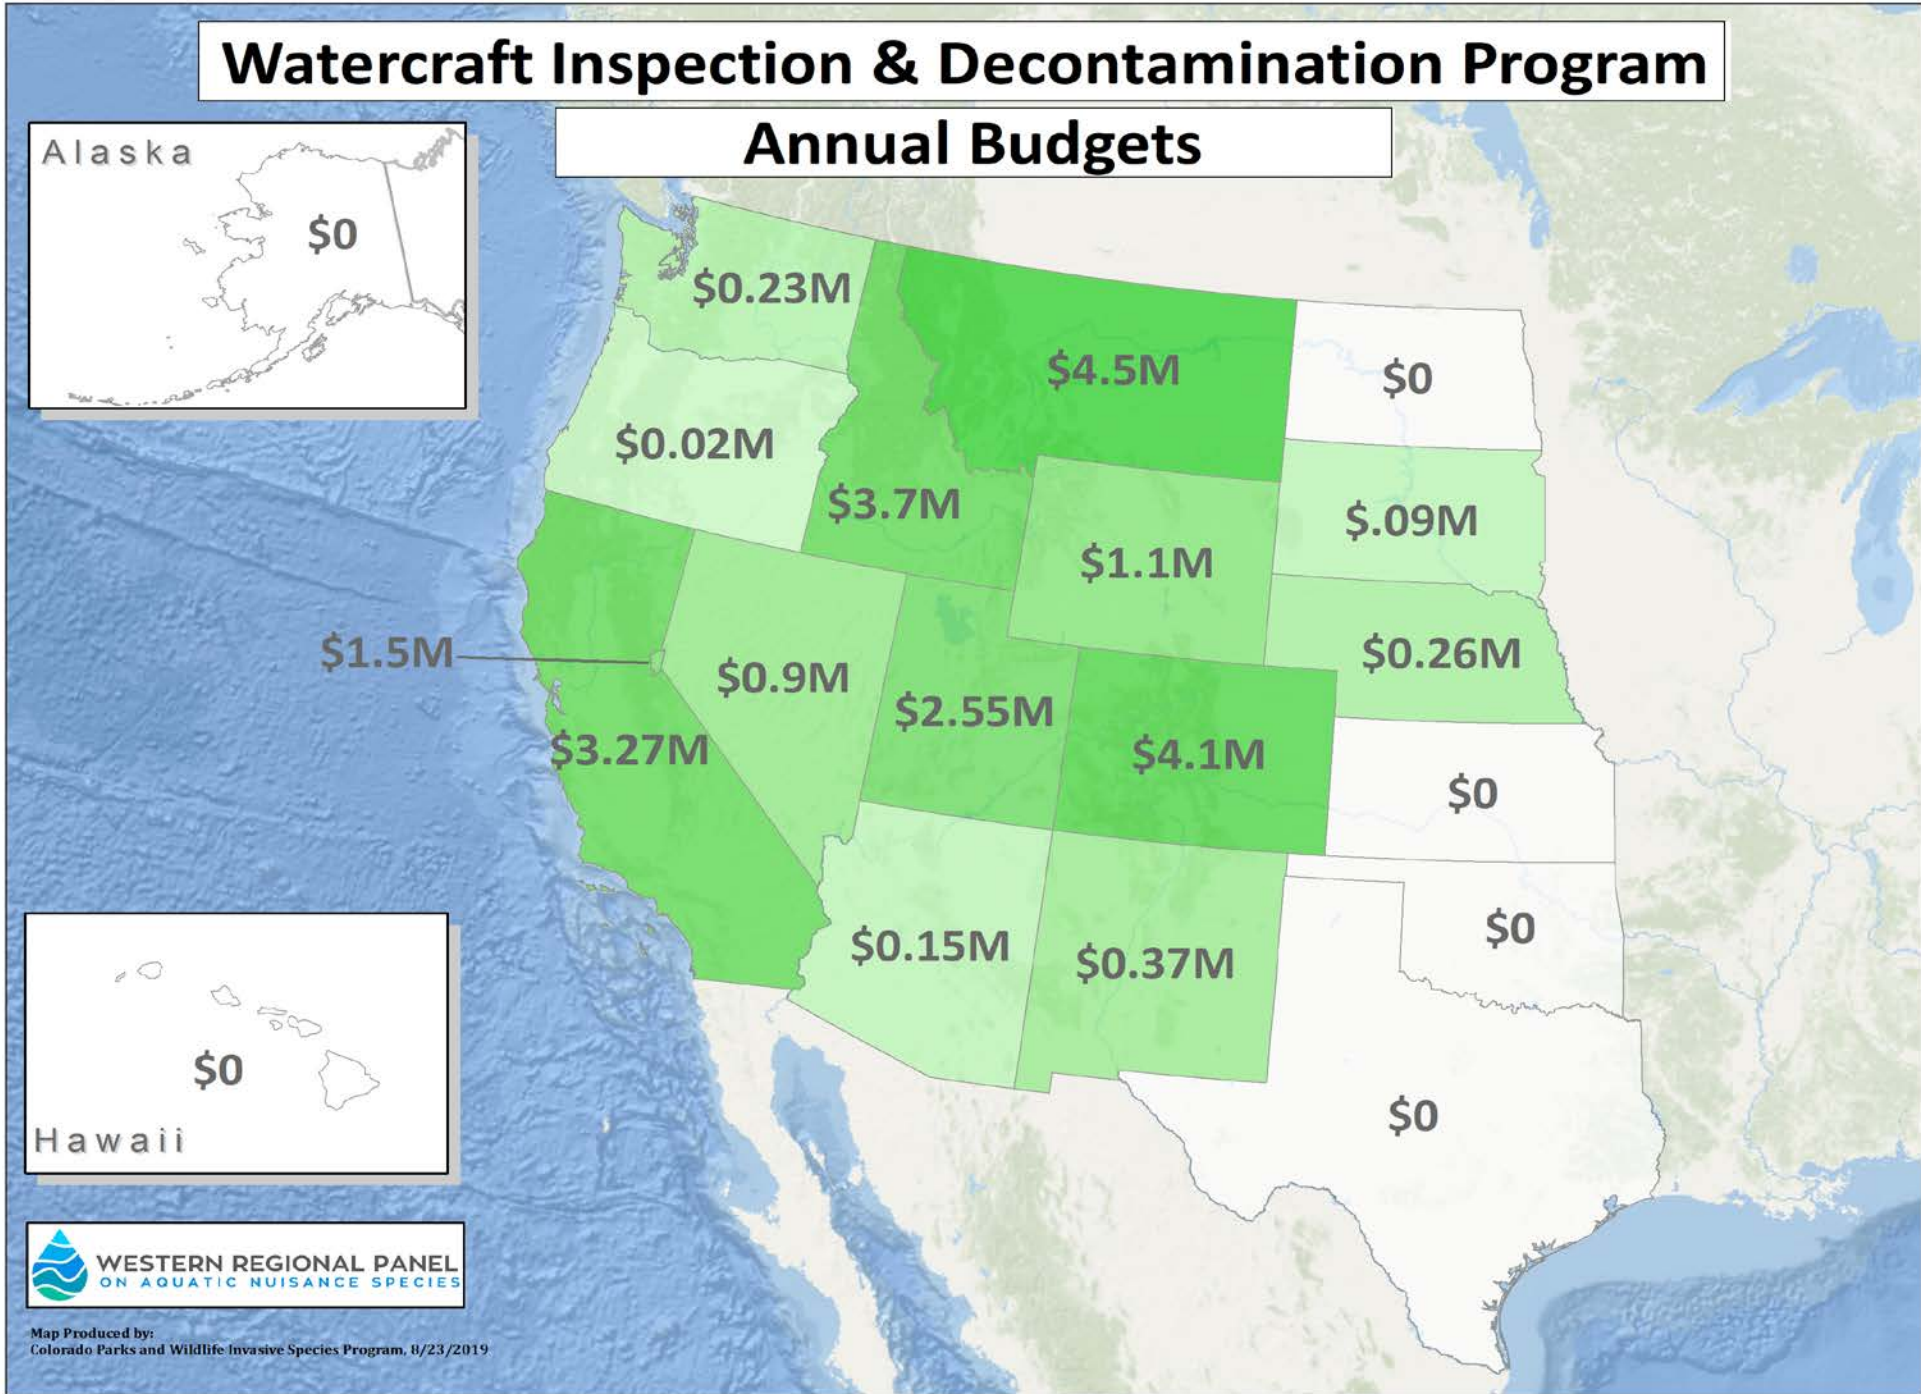 Watercraft Inspection & Decontamination Program
Annual Budgets
Alaska
$0
$0.23M
$4.5M
$0
$0.02M
$3.7M
$.09M
$1.1M
$1.5M
$0.9M
$0.26M
$2.55M
$3.27M
$4.1M
$0
$0.15M
$0.37M
$0
$0
Hawaii
$0
WESTERN REGIONAL PANEL
ON AQUATIC NUISANCE SPECIES
Map Produced by:
Colorado Parks and Wildlife Invasive Species Program, 8/23/2019